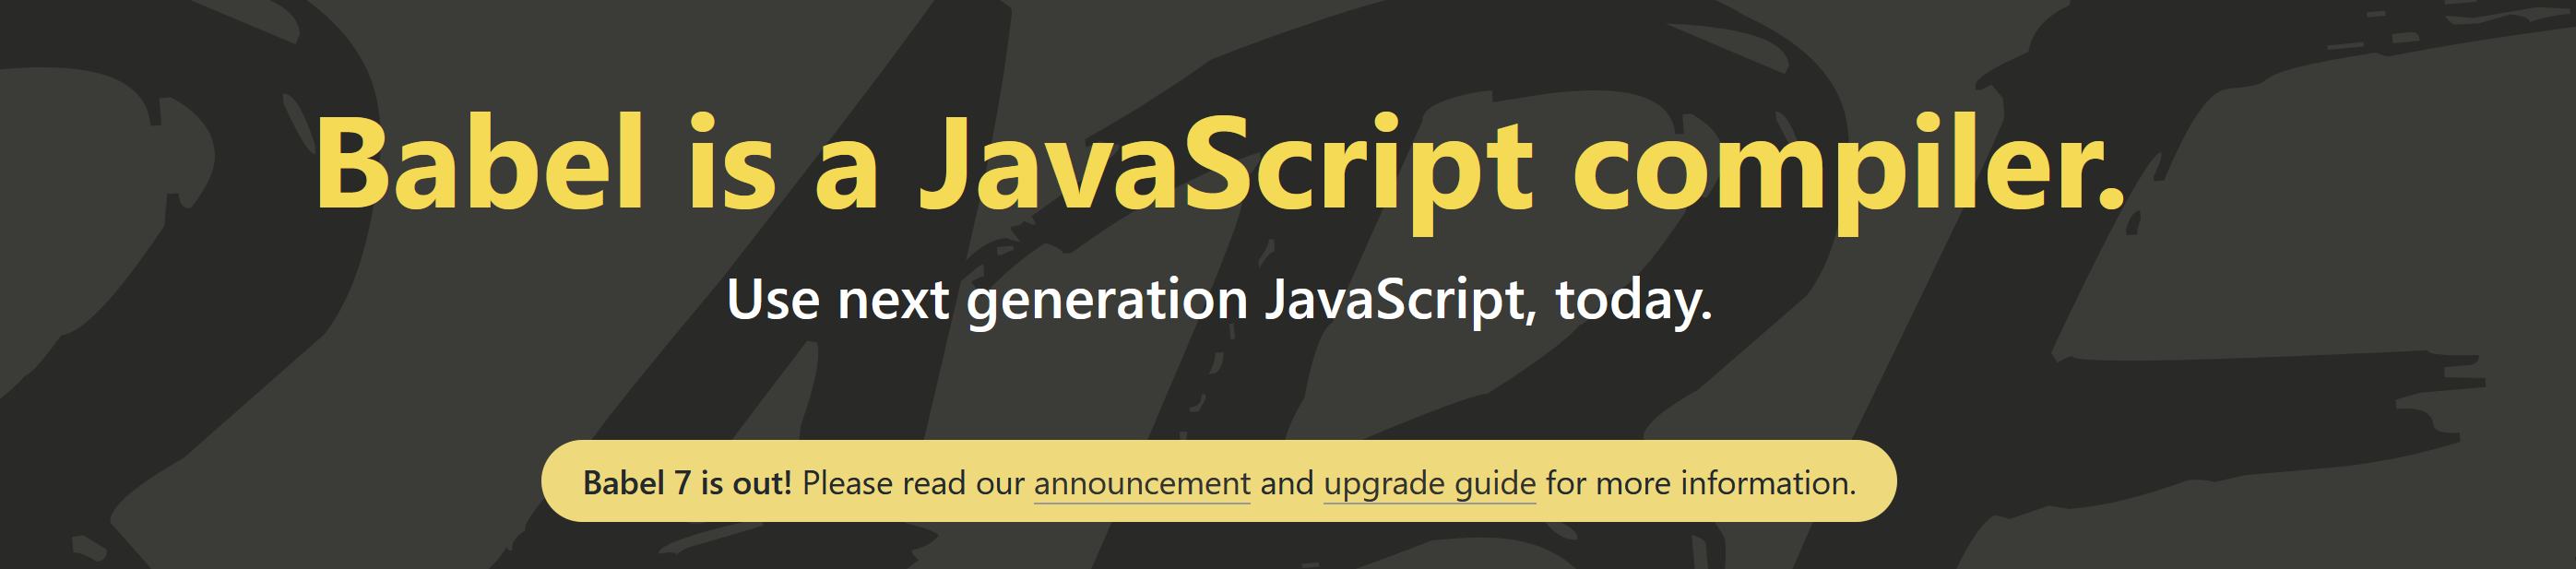 Babel is a JavaScript compiler.
Use next generation JavaScript, today.
Babel 7 is out! Please read our announcement and upgrade guide for more information.